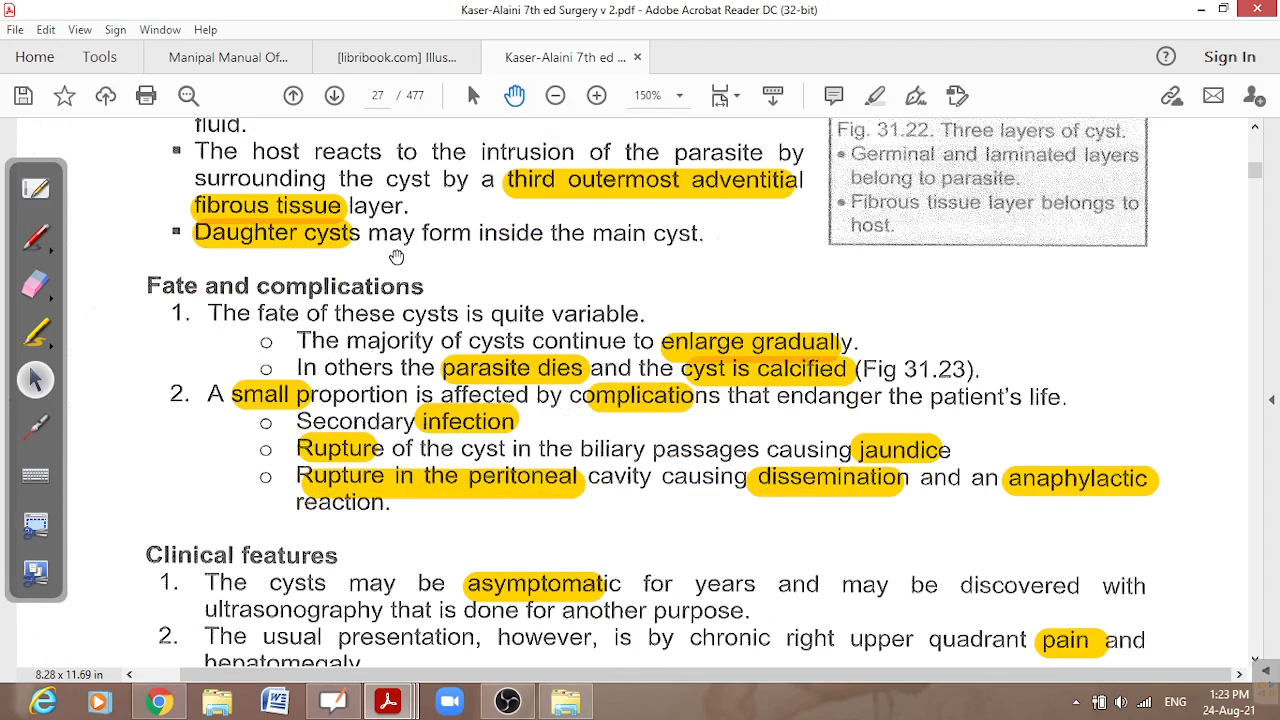 Kaser-Alaini 7th ed Surgery v 2.pdf - Adobe Acrobat Reader DC (32-bit)
File Edit View Sign Window Help
Home Tools Manipal Manual Of... [libribook.com] Illus... Kaser-Alaini 7th ed ... × ? Sign In
27 / 477 150%
fluid.
▪ The host reacts to the intrusion of the parasite by
surrounding the cyst by a third outermost adventitial
fibrous tissue layer.
▪ Daughter cysts may form inside the main cyst.
Fig. 31.22. Three layers of cyst.
• Germinal and laminated layers
belong to parasite.
• Fibrous tissue layer belongs to
host.
Fate and complications
1. The fate of these cysts is quite variable.
o The majority of cysts continue to enlarge gradually.
o In others the parasite dies and the cyst is calcified (Fig 31.23).
2. A small proportion is affected by complications that endanger the patient's life.
o Secondary infection
o Rupture of the cyst in the biliary passages causing jaundice
o Rupture in the peritoneal cavity causing dissemination and an anaphylactic
reaction.
Clinical features
1. The cysts may be asymptomatic for years and may be discovered with
ultrasonography that is done for another purpose.
2. The usual presentation, however, is by chronic right upper quadrant pain and
hepatomegaly
8.28 x 11.69 in
ENG
1:23 PM
24-Aug-21